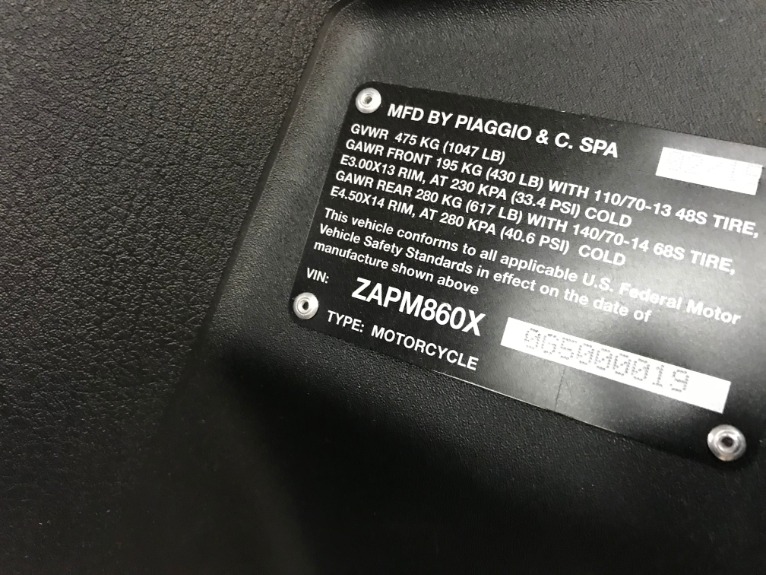 MFD BY PIAGGIO & C. SPA
GVWR 475 KG (1047 LB)
GAWR FRONT 195 KG (430 LB) WITH 110/70-13 48S TIRE,
E3.00X13 RIM, AT 230 KPA (33.4 PSI) COLD
GAWR REAR 280 KG (617 LB) WITH 140/70-14 68S TIRE,
E4.50X14 RIM, AT 280 KPA (40.6 PSI) COLD
This vehicle conforms to all applicable U.S. Federal Motor
Vehicle Safety Standards in effect on the date of
manufacture shown above
VIN: ZAPM860X 0G5000019
TYPE: MOTORCYCLE